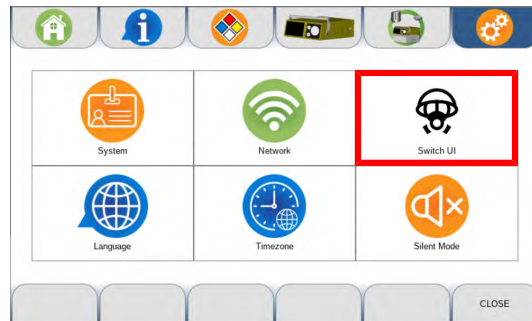 System
Network
Switch UI
Language
Timezone
Silent Mode
CLOSE